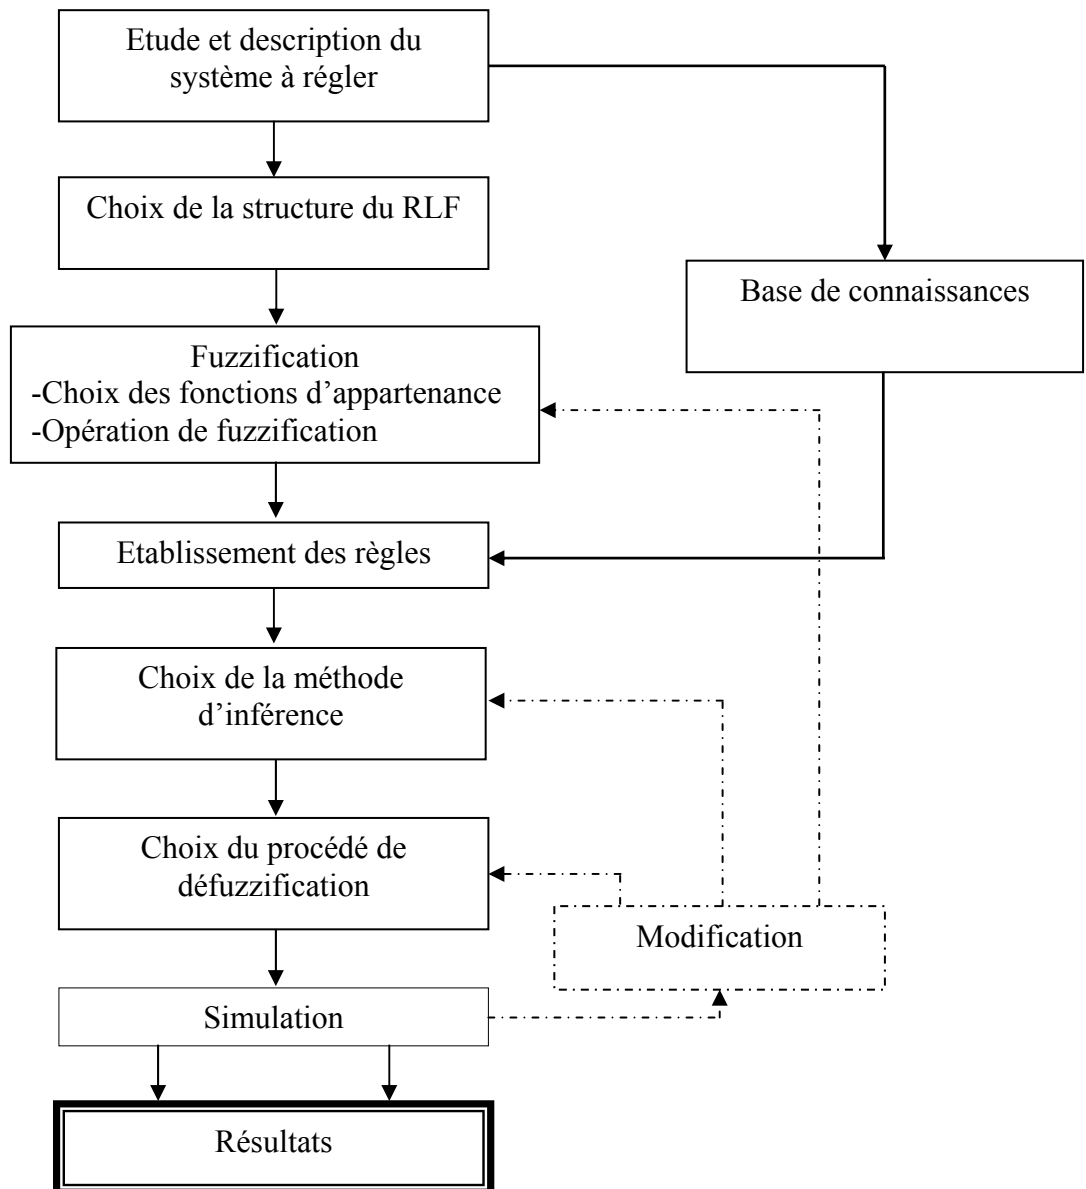 Etude et description du
système à régler
Choix de la structure du RLF
Base de connaissances
Fuzzification
-Choix des fonctions d’appartenance
-Opération de fuzzification
Etablissement des règles
Choix de la méthode
d’inférence
Choix du procédé de
défuzzification
Modification
Simulation
Résultats